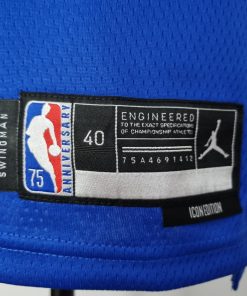 SWINGMAN
75
ANNIVERSARY
40
ENGINEERED
TO THE EXACT SPECIFICATIONS
OF CHAMPIONSHIP ATHLETES
75A4691412
ICON EDITION